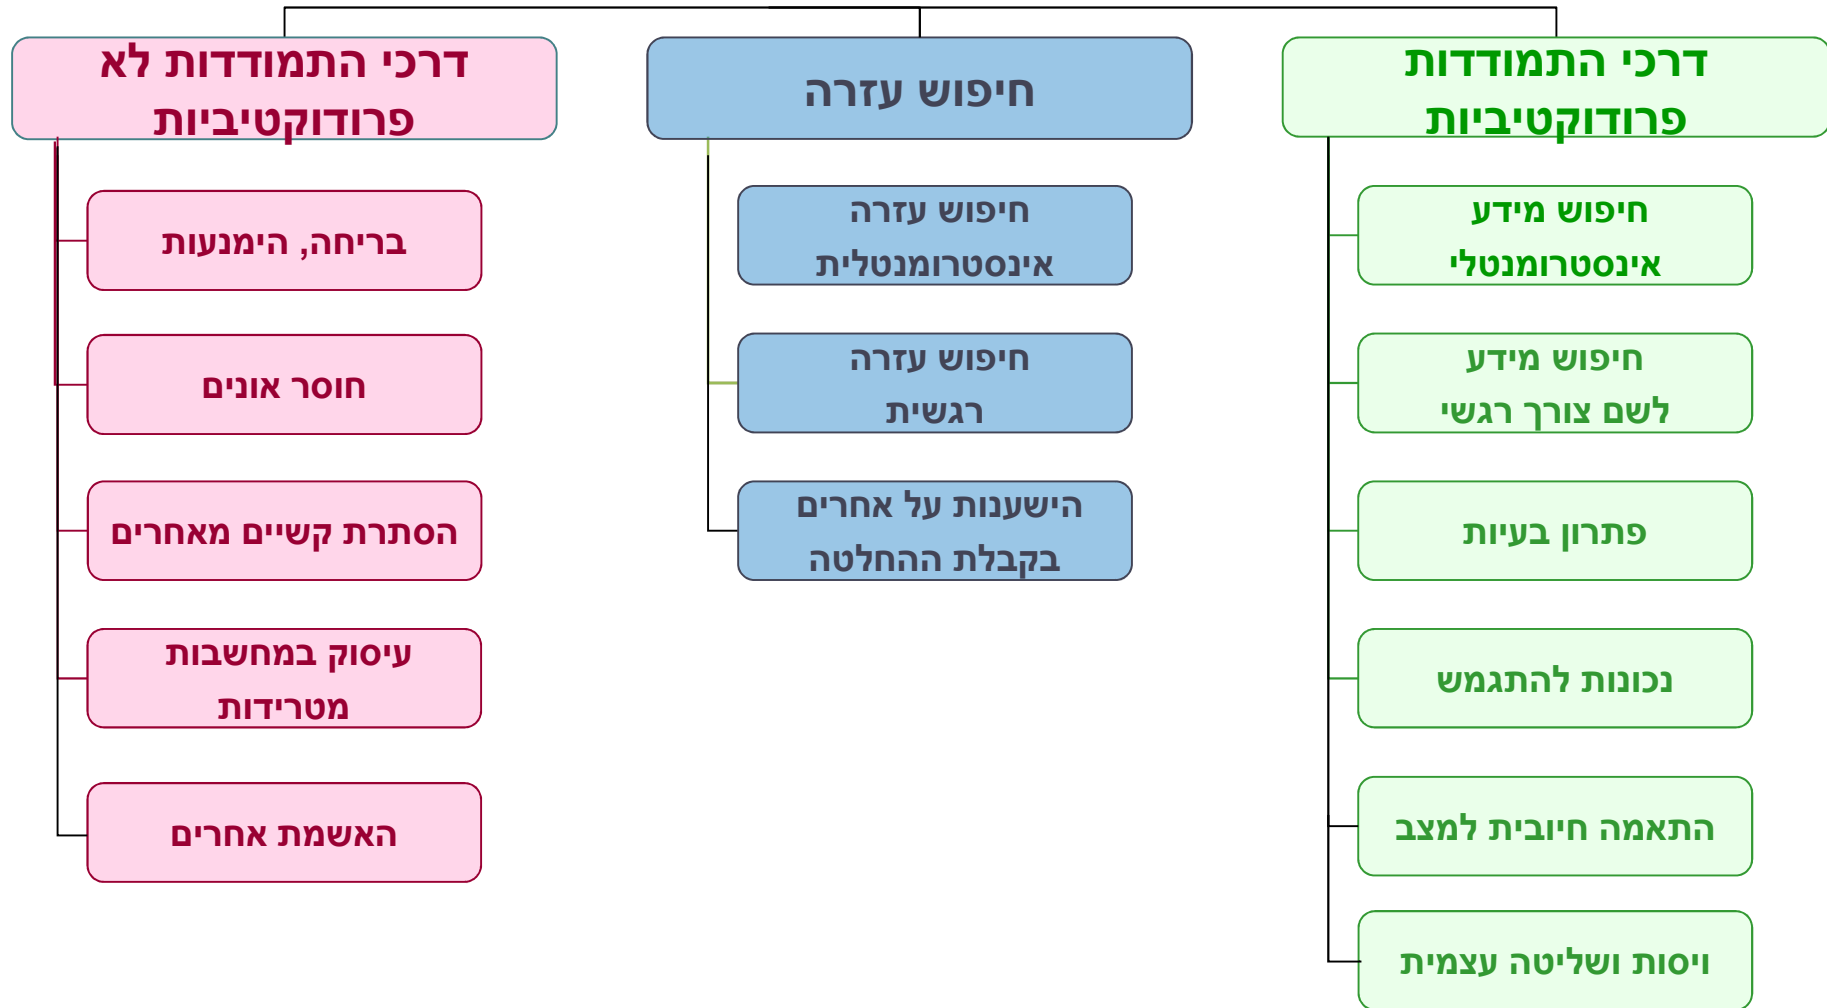 דרכי התמודדות
פרודוקטיביות
חיפוש מידע
אינסטרומנטלי
חיפוש מידע
לשם צורך רגשי
פתרון בעיות
נכונות להתגמש
התאמה חיובית למצב
ויסות ושליטה עצמית
חיפוש עזרה
חיפוש עזרה
אינסטרומנטלית
חיפוש עזרה
רגשית
הישענות על אחרים
בקבלת ההחלטה
דרכי התמודדות לא
פרודוקטיביות
בריחה, הימנעות
חוסר אונים
הסתרת קשיים מאחרים
עיסוק במחשבות
מטרידות
האשמת אחרים